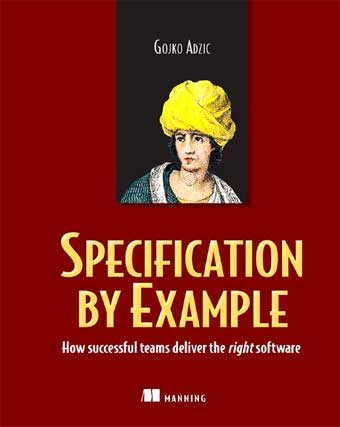 Gojko Adzic
Specification
by Example
How successful teams deliver the right software
MANNING